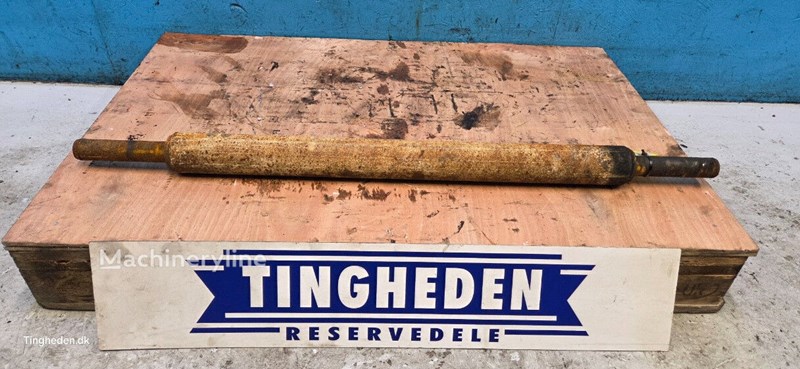 Machineryline
TINGHEDEN
RESERVEDELE
Tingheden.dk